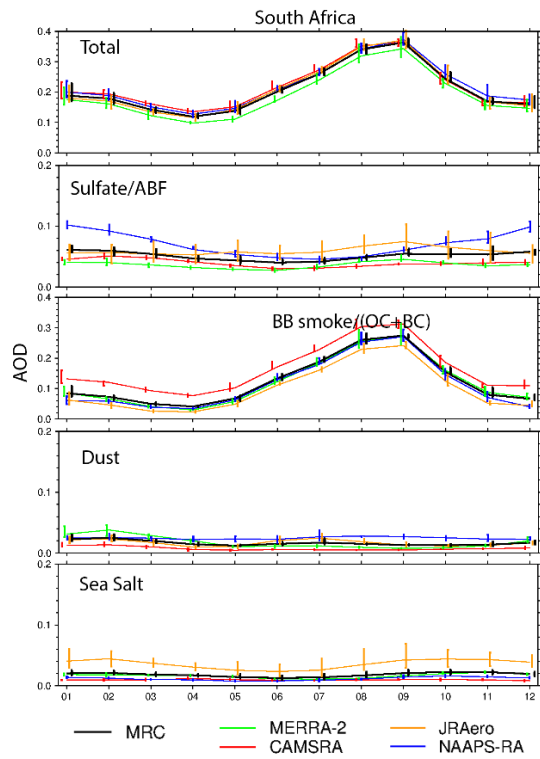 South Africa
0.4
Total
0.3
0.2
0.1
0.0
0.2
Sulfate/ABF
0.1
0.0
0.4
BB smoke/(OC+BC)
0.3
AOD
0.2
0.1
0.0
0.2
Dust
0.1
0.0
0.2
Sea Salt
0.1
0.0
01 02 03 04 05 06 07 08 09 10 11 12
MRC MERRA-2 JRAero
CAMSRA NAAPS-RA